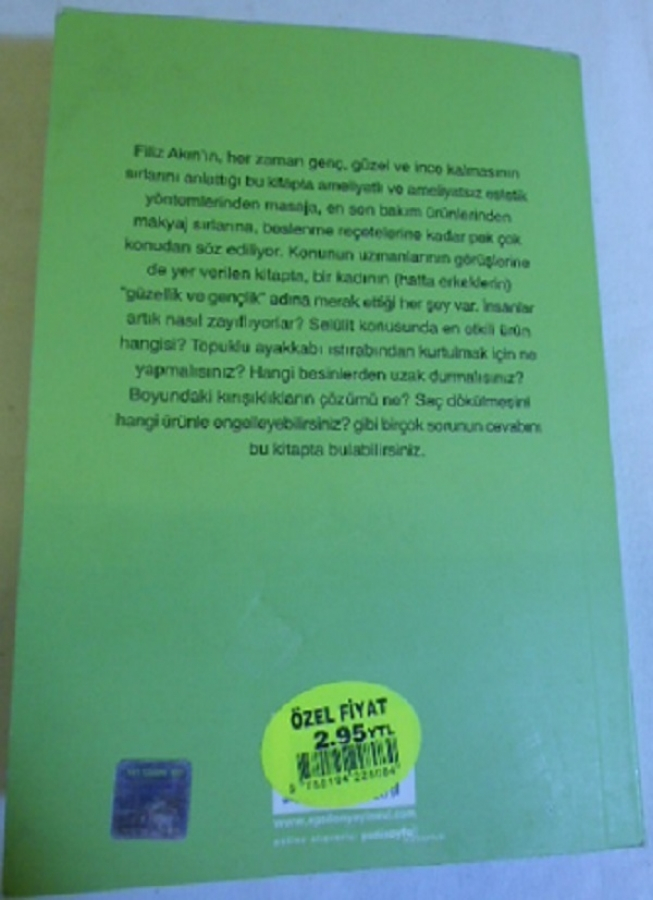 Filiz Akın'ın, her zaman genç, güzel ve ince kalmasının
sırlarını anlattığı bu kitapta ameliyatlı ve ameliyatsız estetik
yöntemlerinden masaja, en son bakım ürünlerinden
makyaj sırlarına, beslenme reçetelerine kadar pek çok
konudan söz ediliyor. Konunun uzmanlarının görüşlerine
de yer verilen kitapta, bir kadının (hatta erkeklerin)
"güzellik ve gençlik" adına merak ettiği her şey var. İnsanlar
artık nasıl zayıflıyorlar? Selülit konusunda en etkili ürün
hangisi? Topuklu ayakkabı ıstırabından kurtulmak için ne
yapmalısınız? Hangi besinlerden uzak durmalısınız?
Boyundaki kırışıklıkların çözümü ne? Saç dökülmesini
hangi ürünle engelleyebilirsiniz? gibi birçok sorunun cevabını
bu kitapta bulabilirsiniz.
ÖZEL FİYAT
2.95 YTL